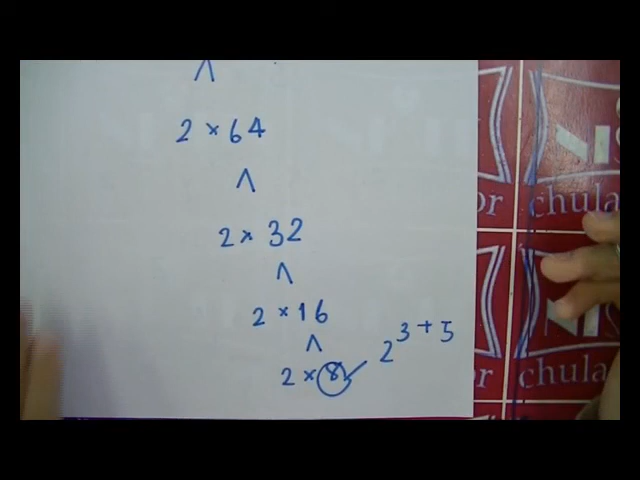 2 × 64
2 × 32
2 × 16
2 × 8
2^{3+5}
chula
chula